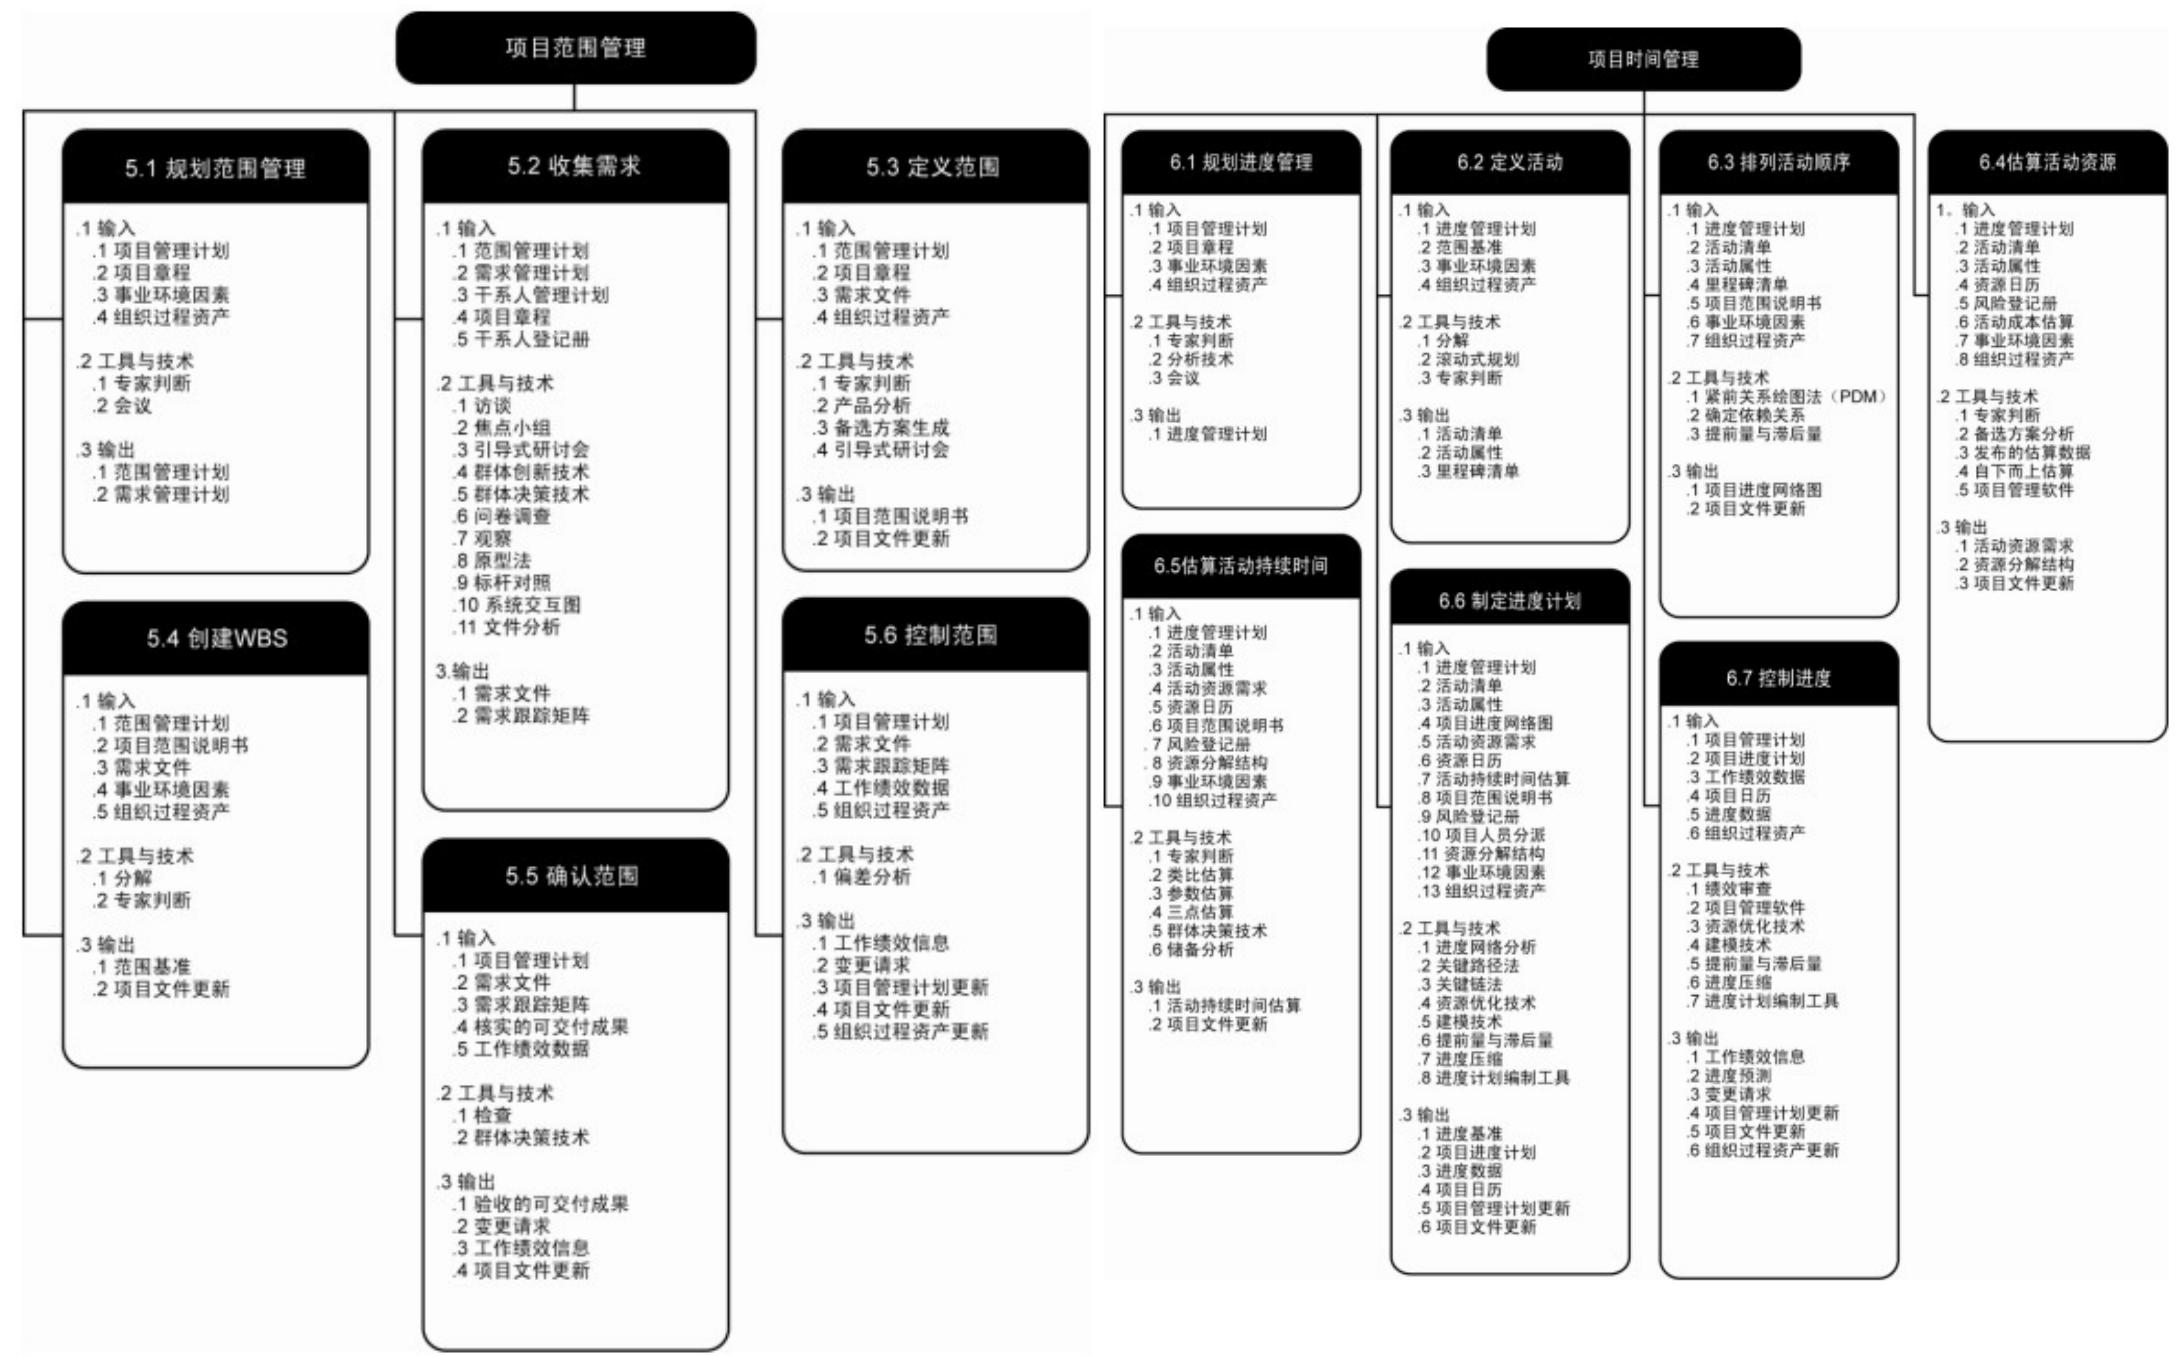 项目范围管理
5.1 规划范围管理
.1 输入
.1 项目管理计划
.2 项目章程
.3 事业环境因素
.4 组织过程资产
.2 工具与技术
.1 专家判断
.2 会议
.3 输出
.1 范围管理计划
.2 需求管理计划
5.2 收集需求
.1 输入
.1 范围管理计划
.2 需求管理计划
.3 干系人管理计划
.4 项目章程
.5 干系人登记册
.2 工具与技术
.1 访谈
.2 焦点小组
.3 引导式研讨会
.4 群体创新技术
.5 群体决策技术
.6 问卷调查
.7 观察
.8 原型法
.9 标杆对照
.10 系统交互图
.11 文件分析
3.输出
.1 需求文件
.2 需求跟踪矩阵
5.3 定义范围
.1 输入
.1 范围管理计划
.2 项目章程
.3 需求文件
.4 组织过程资产
.2 工具与技术
.1 专家判断
.2 产品分析
.3 备选方案生成
.4 引导式研讨会
.3 输出
.1 项目范围说明书
.2 项目文件更新
5.4 创建WBS
.1 输入
.1 范围管理计划
.2 项目范围说明书
.3 需求文件
.4 事业环境因素
.5 组织过程资产
.2 工具与技术
.1 分解
.2 专家判断
.3 输出
.1 范围基准
.2 项目文件更新
5.5 确认范围
.1 输入
.1 项目管理计划
.2 需求文件
.3 需求跟踪矩阵
.4 核实的可交付成果
.5 工作绩效数据
.2 工具与技术
.1 检查
.2 群体决策技术
.3 输出
.1 验收的可交付成果
.2 变更请求
.3 工作绩效信息
.4 项目文件更新
5.6 控制范围
.1 输入
.1 项目管理计划
.2 需求文件
.3 需求跟踪矩阵
.4 工作绩效数据
.5 组织过程资产
.2 工具与技术
.1 偏差分析
.3 输出
.1 工作绩效信息
.2 变更请求
.3 项目管理计划更新
.4 项目文件更新
.5 组织过程资产更新
项目时间管理
6.1 规划进度管理
.1 输入
.1 项目管理计划
.2 项目章程
.3 事业环境因素
.4 组织过程资产
.2 工具与技术
.1 专家判断
.2 分析技术
.3 会议
.3 输出
.1 进度管理计划
6.2 定义活动
.1 输入
.1 进度管理计划
.2 范围基准
.3 事业环境因素
.4 组织过程资产
.2 工具与技术
.1 分解
.2 滚动式规划
.3 专家判断
.3 输出
.1 活动清单
.2 活动属性
.3 里程碑清单
6.3 排列活动顺序
.1 输入
.1 进度管理计划
.2 活动清单
.3 活动属性
.4 里程碑清单
.5 项目范围说明书
.6 事业环境因素
.7 组织过程资产
.2 工具与技术
.1 紧前关系绘图法（PDM）
.2 确定依赖关系
.3 提前量与滞后量
.3 输出
.1 项目进度网络图
.2 项目文件更新
6.4估算活动资源
1。输入
.1 进度管理计划
.2 活动清单
.3 活动属性
.4 资源日历
.5 风险登记册
.6 活动成本估算
.7 事业环境因素
.8 组织过程资产
.2 工具与技术
.1 专家判断
.2 备选方案分析
.3 发布的估算数据
.4 自下而上估算
.5 项目管理软件
.3 输出
.1 活动资源需求
.2 资源分解结构
.3 项目文件更新
6.5估算活动持续时间
.1 输入
.1 进度管理计划
.2 活动清单
.3 活动属性
.4 活动资源需求
.5 资源日历
.6 项目范围说明书
.7 风险登记册
.8 资源分解结构
.9 事业环境因素
.10 组织过程资产
.2 工具与技术
.1 专家判断
.2 类比估算
.3 参数估算
.4 三点估算
.5 群体决策技术
.6 储备分析
.3 输出
.1 活动持续时间估算
.2 项目文件更新
6.6 制定进度计划
.1 输入
.1 进度管理计划
.2 活动清单
.3 活动属性
.4 项目进度网络图
.5 活动资源需求
.6 资源日历
.7 活动持续时间估算
.8 项目范围说明书
.9 风险登记册
.10 项目人员分派
.11 资源分解结构
.12 事业环境因素
.13 组织过程资产
.2 工具与技术
.1 进度网络分析
.2 关键路径法
.3 关键链法
.4 资源优化技术
.5 建模技术
.6 提前量与滞后量
.7 进度压缩
.8 进度计划编制工具
.3 输出
.1 进度基准
.2 项目进度计划
.3 进度数据
.4 项目日历
.5 项目管理计划更新
.6 项目文件更新
6.7 控制进度
.1 输入
.1 项目管理计划
.2 项目进度计划
.3 工作绩效数据
.4 项目日历
.5 进度数据
.6 组织过程资产
.2 工具与技术
.1 绩效审查
.2 项目管理软件
.3 资源优化技术
.4 建模技术
.5 提前量与滞后量
.6 进度压缩
.7 进度计划编制工具
.3 输出
.1 工作绩效信息
.2 进度预测
.3 变更请求
.4 项目管理计划更新
.5 项目文件更新
.6 组织过程资产更新